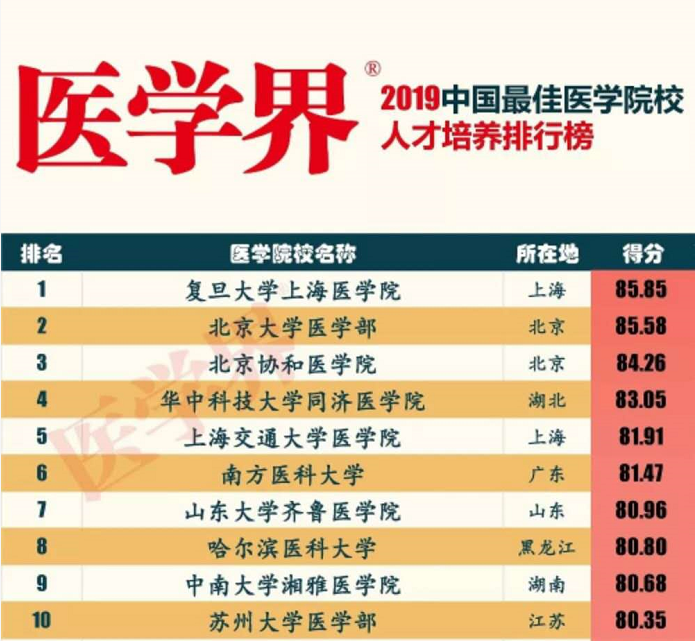 医学界®
2019中国最佳医学院校
人才培养排行榜
排名 医学院校名称 所在地 得分
1 复旦大学上海医学院 上海 85.85
2 北京大学医学部 北京 85.58
3 北京协和医学院 北京 84.26
4 华中科技大学同济医学院 湖北 83.05
5 上海交通大学医学院 上海 81.91
6 南方医科大学 广东 81.47
7 山东大学齐鲁医学院 山东 80.96
8 哈尔滨医科大学 黑龙江 80.80
9 中南大学湘雅医学院 湖南 80.68
10 苏州大学医学部 江苏 80.35
医学界